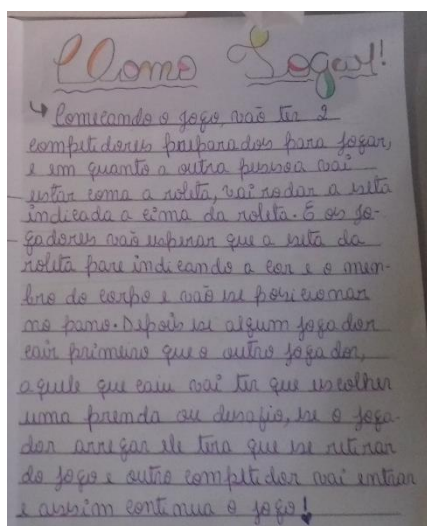 Como Jogar!
Começando o jogo, vão ter 2
competidores preparados para jogar,
e em quanto a outra pessoa vai
estar coma a roleta, vai rodar a seta
indicada a cima da roleta. E os jo-
gadores vão esperar que a seta da
roleta pare indicando a cor e o mem-
bro do corpo e vão se posicionar
no pano. Depois se algum jogador
cair primeiro que o outro jogador,
aquele que caiu vai ter que escolher
uma prenda ou desafio, se o joga-
dor arregar ele tera que se retirar
do jogo e outro competidor vai entrar
e assim continua o jogo!